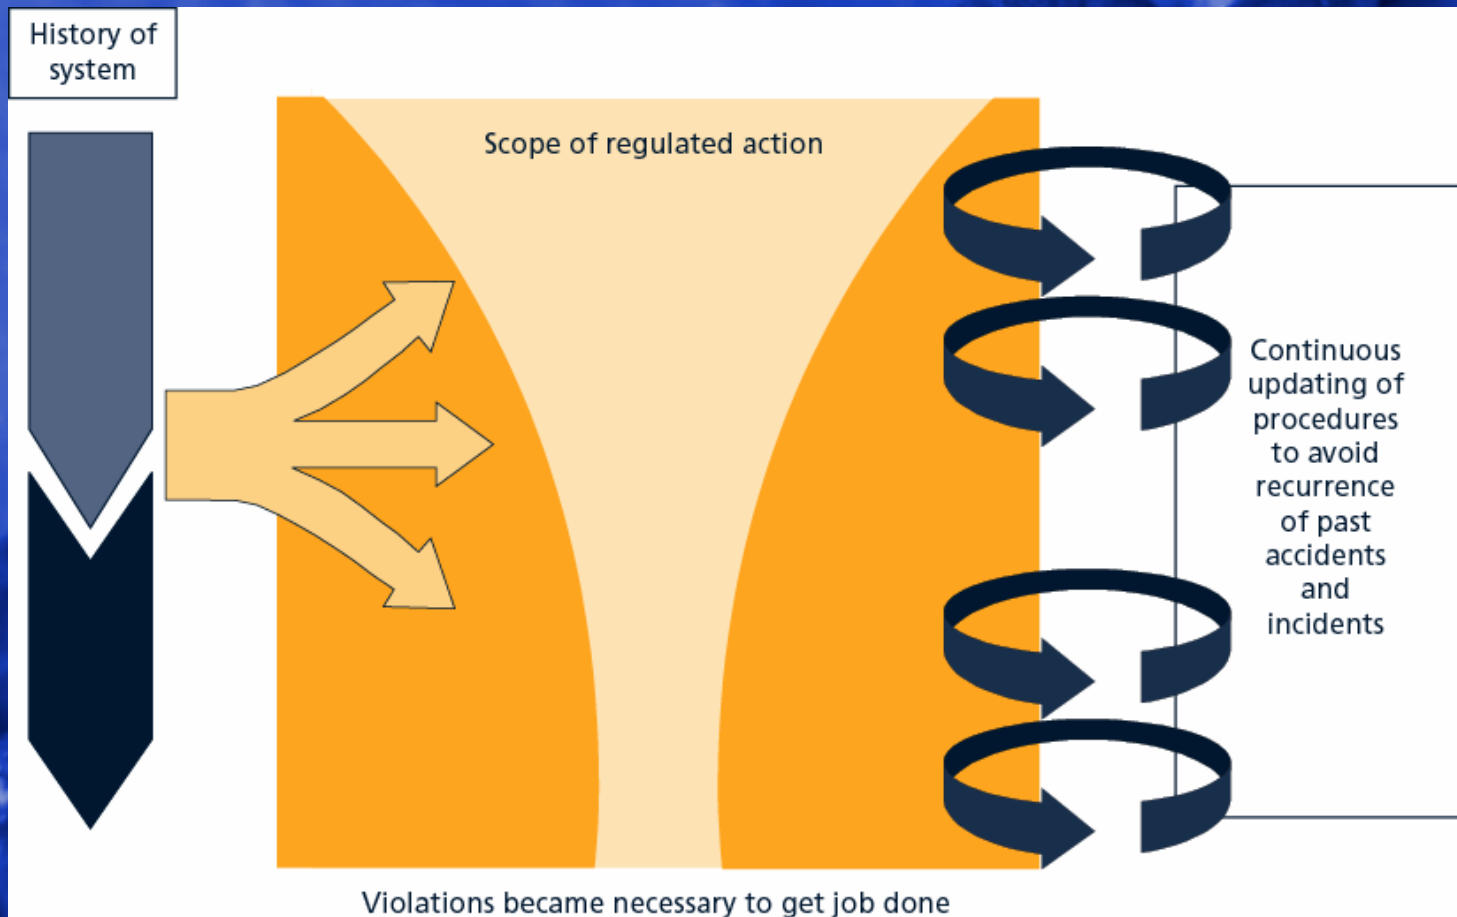 History of
system
Scope of regulated action
Continuous
updating of
procedures
to avoid
recurrence
of past
accidents
and
incidents
Violations became necessary to get job done